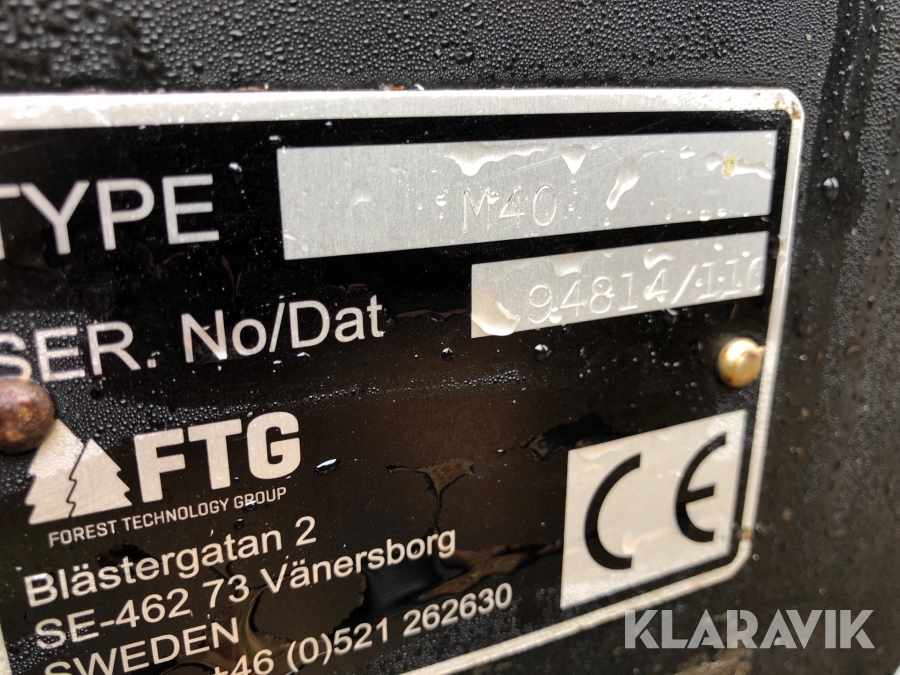 TYPE M40
SER. No/Dat 94814/110
FTG
FOREST TECHNOLOGY GROUP
Blästergatan 2
SE-462 73 Vänersborg
SWEDEN
+46 (0)521 262630
CE
KLARAVIK